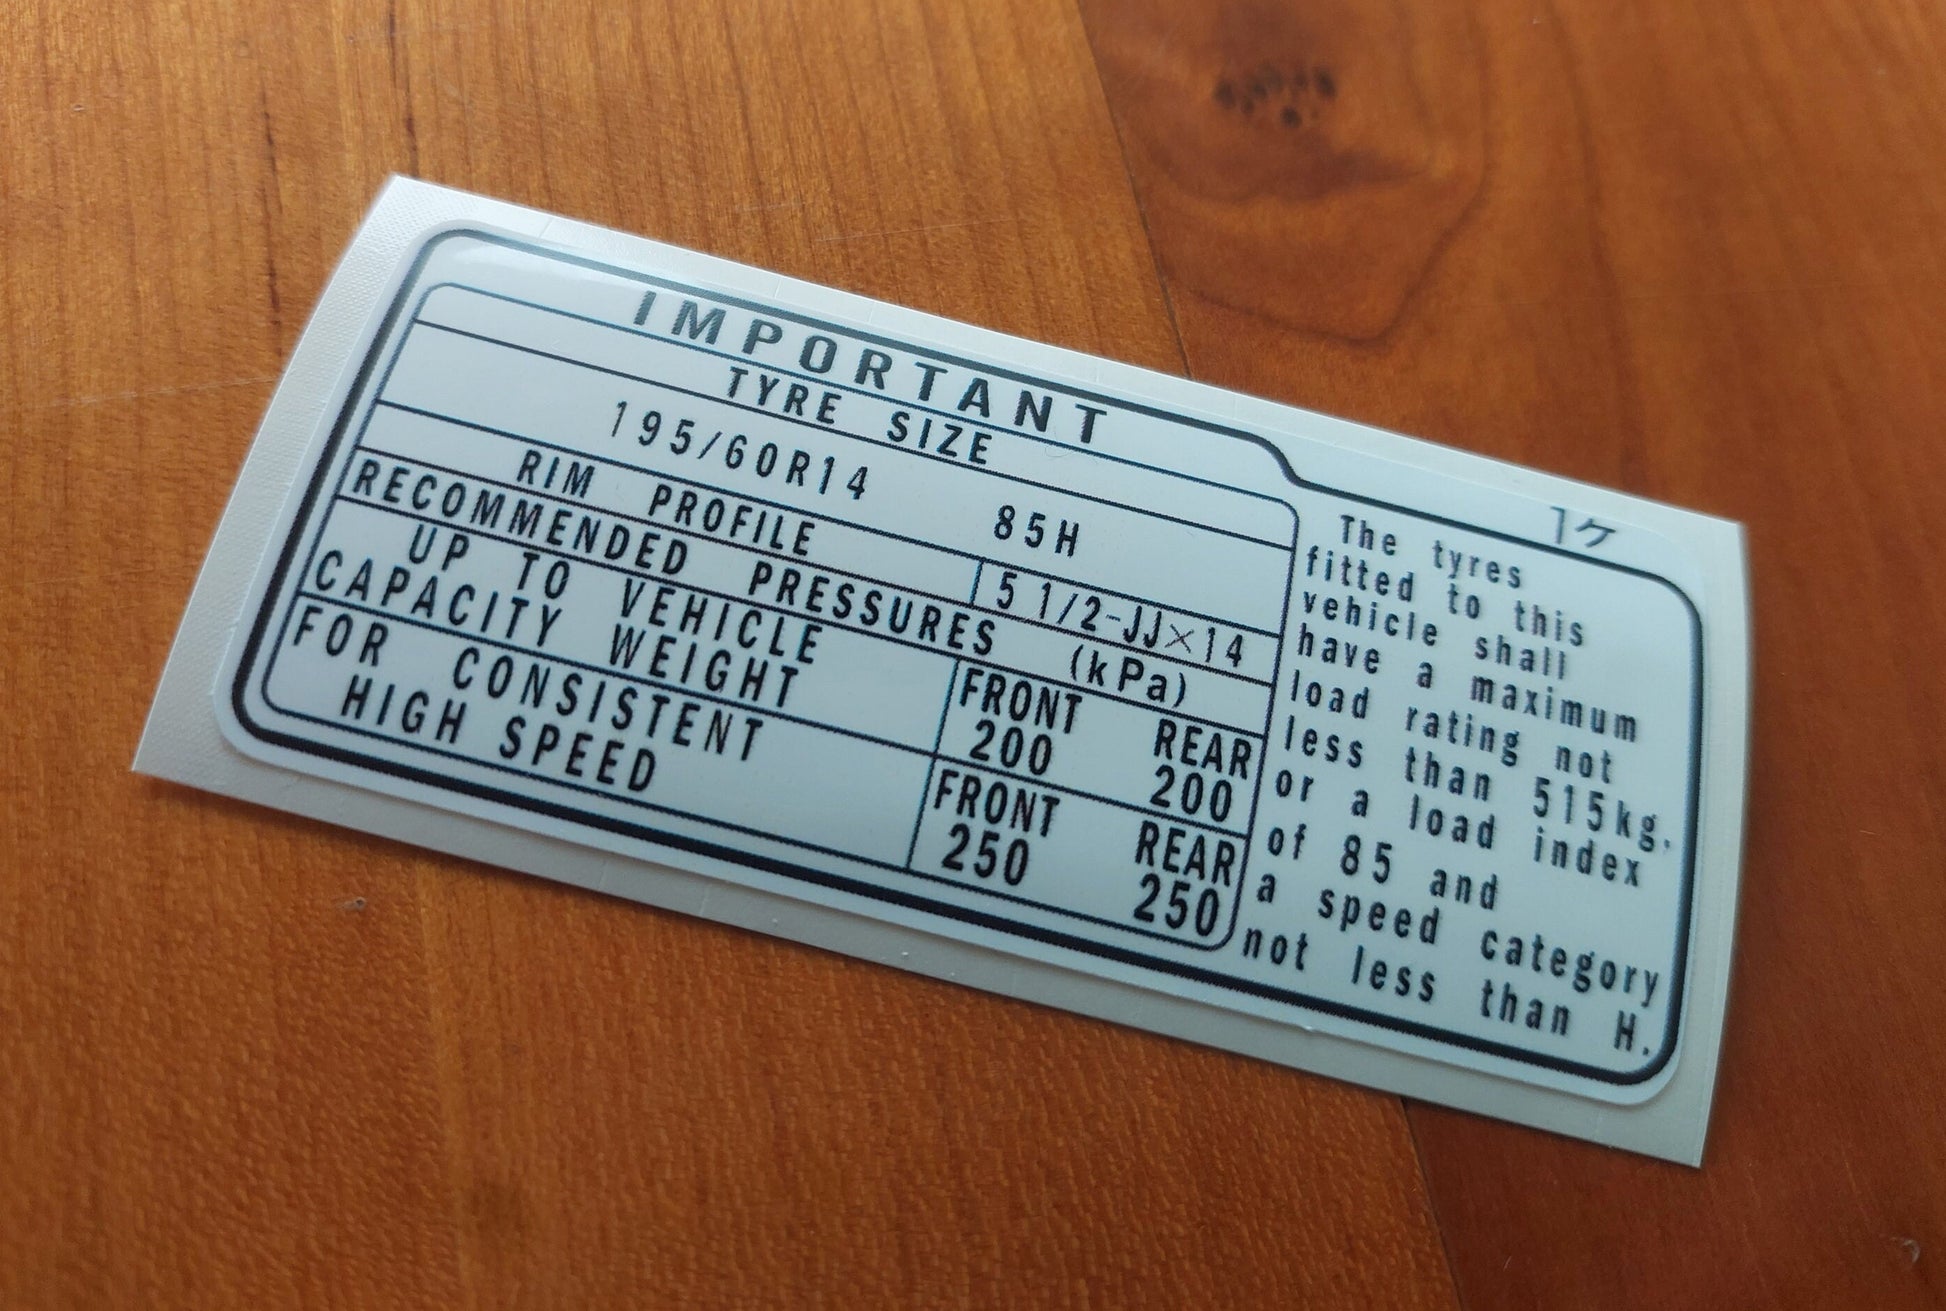 IMPORTANT
TYRE SIZE
195/60R14 85H
RIM PROFILE 5 1/2-JJ×14
RECOMMENDED PRESSURES (kPa)
UP TO VEHICLE
CAPACITY WEIGHT
FRONT REAR
200 200
FOR CONSISTENT
HIGH SPEED
FRONT REAR
250 250
1ケ
The tyres
fitted to this
vehicle shall
have a maximum
load rating not
less than 515kg.
or a load index
of 85 and
a speed category
not less than H.